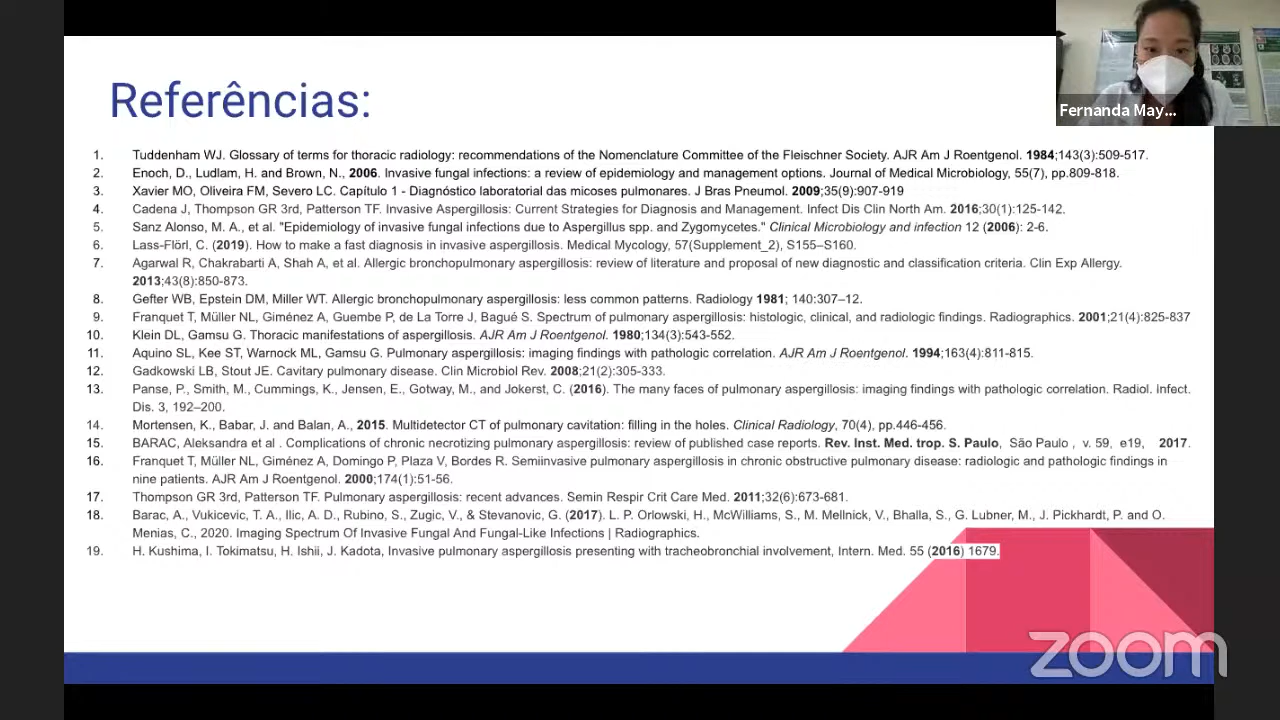 Referências:
Fernanda May...
1. Tuddenham WJ. Glossary of terms for thoracic radiology: recommendations of the Nomenclature Committee of the Fleischner Society. AJR Am J Roentgenol. 1984;143(3):509-517.
2. Enoch, D., Ludlam, H. and Brown, N., 2006. Invasive fungal infections: a review of epidemiology and management options. Journal of Medical Microbiology, 55(7), pp.809-818.
3. Xavier MO, Oliveira FM, Severo LC. Capítulo 1 - Diagnóstico laboratorial das micoses pulmonares. J Bras Pneumol. 2009;35(9):907-919
4. Cadena J, Thompson GR 3rd, Patterson TF. Invasive Aspergillosis: Current Strategies for Diagnosis and Management. Infect Dis Clin North Am. 2016;30(1):125-142.
5. Sanz Alonso, M. A., et al. "Epidemiology of invasive fungal infections due to Aspergillus spp. and Zygomycetes." Clinical Microbiology and infection 12 (2006): 2-6.
6. Lass-Flörl, C. (2019). How to make a fast diagnosis in invasive aspergillosis. Medical Mycology, 57(Supplement_2), S155–S160.
7. Agarwal R, Chakrabarti A, Shah A, et al. Allergic bronchopulmonary aspergillosis: review of literature and proposal of new diagnostic and classification criteria. Clin Exp Allergy.
2013;43(8):850-873.
8. Gefter WB, Epstein DM, Miller WT. Allergic bronchopulmonary aspergillosis: less common patterns. Radiology 1981; 140:307–12.
9. Franquet T, Müller NL, Giménez A, Guembe P, de La Torre J, Bagué S. Spectrum of pulmonary aspergillosis: histologic, clinical, and radiologic findings. Radiographics. 2001;21(4):825-837
10. Klein DL, Gamsu G. Thoracic manifestations of aspergillosis. AJR Am J Roentgenol. 1980;134(3):543-552.
11. Aquino SL, Kee ST, Warnock ML, Gamsu G. Pulmonary aspergillosis: imaging findings with pathologic correlation. AJR Am J Roentgenol. 1994;163(4):811-815.
12. Gadkowski LB, Stout JE. Cavitary pulmonary disease. Clin Microbiol Rev. 2008;21(2):305-333.
13. Panse, P., Smith, M., Cummings, K., Jensen, E., Gotway, M., and Jokerst, C. (2016). The many faces of pulmonary aspergillosis: imaging findings with pathologic correlation. Radiol. Infect.
Dis. 3, 192–200.
14. Mortensen, K., Babar, J. and Balan, A., 2015. Multidetector CT of pulmonary cavitation: filling in the holes. Clinical Radiology, 70(4), pp.446-456.
15. BARAC, Aleksandra et al . Complications of chronic necrotizing pulmonary aspergillosis: review of published case reports. Rev. Inst. Med. trop. S. Paulo, São Paulo , v. 59, e19, 2017.
16. Franquet T, Müller NL, Giménez A, Domingo P, Plaza V, Bordes R. Semiinvasive pulmonary aspergillosis in chronic obstructive pulmonary disease: radiologic and pathologic findings in
nine patients. AJR Am J Roentgenol. 2000;174(1):51-56.
17. Thompson GR 3rd, Patterson TF. Pulmonary aspergillosis: recent advances. Semin Respir Crit Care Med. 2011;32(6):673-681.
18. Barac, A., Vukicevic, T. A., Ilic, A. D., Rubino, S., Zugic, V., & Stevanovic, G. (2017). L. P. Orlowski, H., McWilliams, S., M. Mellnick, V., Bhalla, S., G. Lubner, M., J. Pickhardt, P. and O.
Menias, C., 2020. Imaging Spectrum Of Invasive Fungal And Fungal-Like Infections | Radiographics.
19. H. Kushima, I. Tokimatsu, H. Ishii, J. Kadota, Invasive pulmonary aspergillosis presenting with tracheobronchial involvement, Intern. Med. 55 (2016) 1679.
zoom